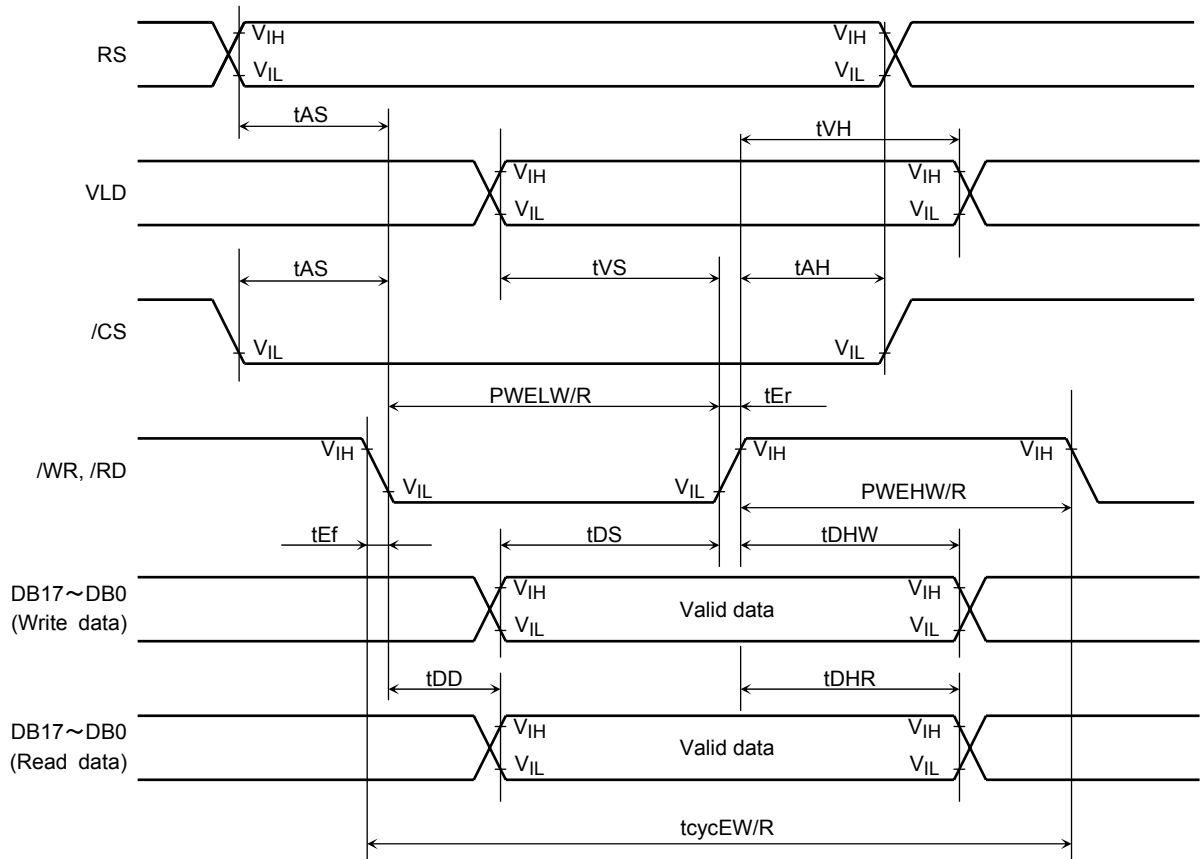 RS
VIH
VIL
VIH
VIL
tAS
tVH
VLD
VIH
VIL
VIH
VIL
tAS
tVS
tAH
/CS
VIL
VIL
PWELW/R
tEr
/WR, /RD
VIH
VIL
VIL
VIH
VIH
PWEHW/R
tEf
tDS
tDHW
DB17～DB0
(Write data)
VIH
VIL
Valid data
VIH
VIL
tDD
tDHR
DB17～DB0
(Read data)
VIH
VIL
Valid data
VIH
VIL
tcycEW/R